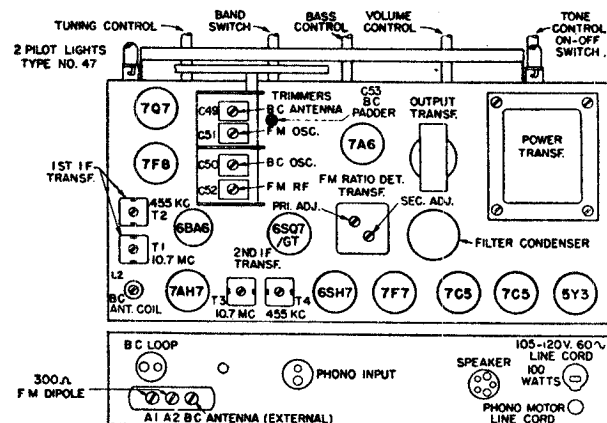 TUNING CONTROL
BAND
SWITCH
BASS
CONTROL
VOLUME
CONTROL
TONE
CONTROL
ON-OFF
SWITCH.
2 PILOT LIGHTS
TYPE NO. 47
7Q7
C49
TRIMMERS
BC ANTENNA
C51
FM OSC.
C53
BC
PADDER
OUTPUT
TRANSF.
POWER
TRANSF.
7A6
7F8
C50
BC OSC.
C52
FM RF
1ST IF
TRANSF.
455 KC
T2
T1
10.7 MC
6BA6
6SQ7
/GT
FM RATIO DET.
TRANSF.
PRI. ADJ.
SEC. ADJ.
FILTER CONDENSER
L2
BC
ANT. COIL
7AH7
2ND IF
TRANSF.
T3
10.7 MC
T4
455 KC
6SH7
7F7
7C5
7C5
5Y3
BC LOOP
PHONO INPUT
SPEAKER
105-120V. 60~
LINE CORD
100
WATTS
300Ω
FM DIPOLE
A1 A2 BC ANTENNA (EXTERNAL)
PHONO MOTOR
LINE CORD